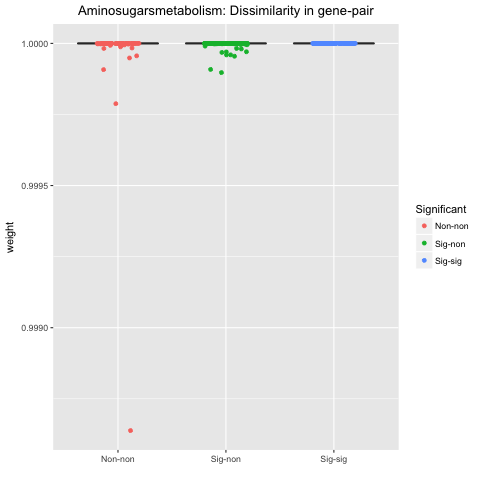 Aminosugarsmetabolism: Dissimilarity in gene-pair
weight
1.0000
0.9995
0.9990
Non-non
Sig-non
Sig-sig
Significant
Non-non
Sig-non
Sig-sig